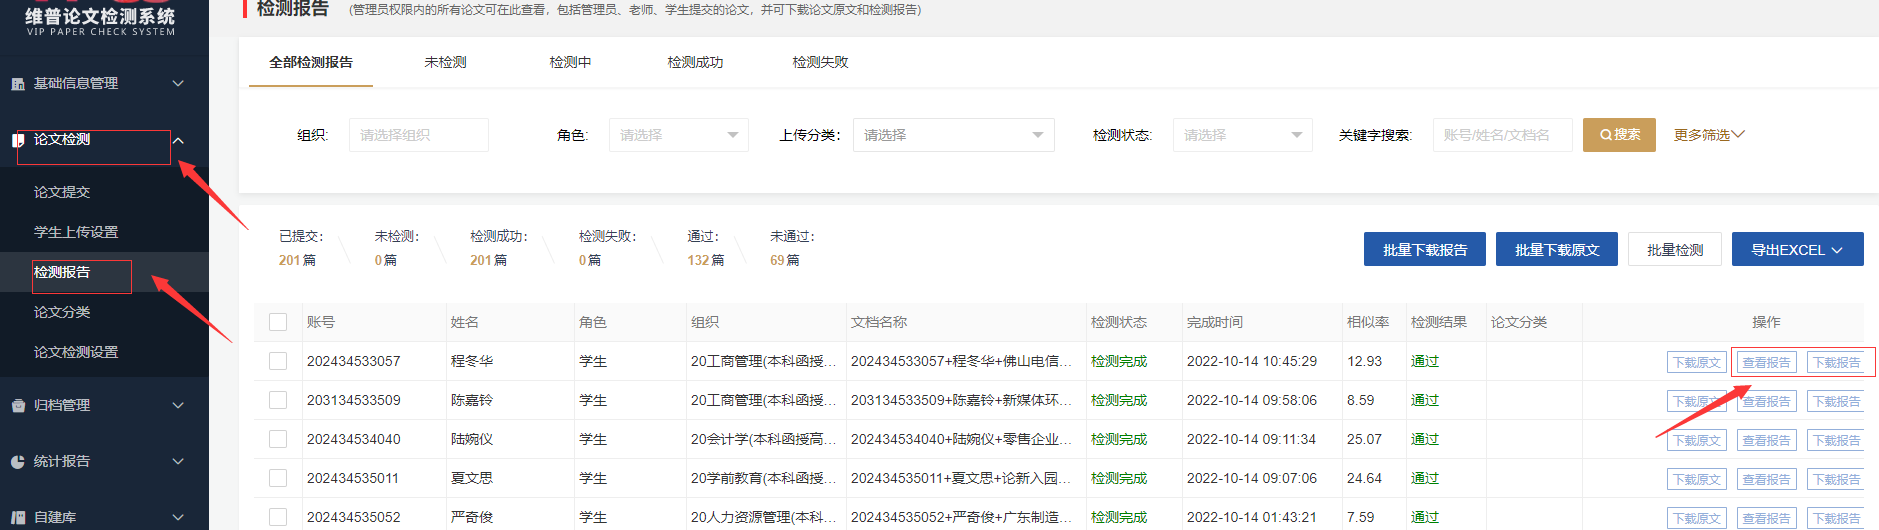 维普论文检测系统
VIP PAPER CHECK SYSTEM
基础信息管理
论文检测
论文提交
学生上传设置
检测报告
论文分类
论文检测设置
归档管理
统计报告
自建库
检测报告 (管理员权限内的所有论文可在此查看，包括管理员、老师、学生提交的论文，并可下载论文原文和检测报告)
全部检测报告 未检测 检测中 检测成功 检测失败
组织: 请选择组织 角色: 请选择 上传分类: 请选择 检测状态: 请选择 关键字搜索: 账号/姓名/文档名 搜索 更多筛选
已提交: 未检测: 检测成功: 检测失败: 通过: 未通过:
201篇 0篇 201篇 0篇 132篇 69篇
批量下载报告 批量下载原文 批量检测 导出EXCEL
账号 姓名 角色 组织 文档名称 检测状态 完成时间 相似率 检测结果 论文分类 操作
202434533057 程冬华 学生 20工商管理(本科函授... 202434533057+程冬华+佛山电信... 检测完成 2022-10-14 10:45:29 12.93 通过 下载原文 查看报告 下载报告
203134533509 陈嘉铃 学生 20工商管理(本科函授... 203134533509+陈嘉铃+新媒体环... 检测完成 2022-10-14 09:58:06 8.59 通过 下载原文 查看报告 下载报告
202434534040 陆婉仪 学生 20会计学(本科函授高... 202434534040+陆婉仪+零售企业... 检测完成 2022-10-14 09:11:34 25.07 通过 下载原文 查看报告 下载报告
202434535011 夏文思 学生 20学前教育(本科函授... 202434535011+夏文思+论新入园... 检测完成 2022-10-14 09:07:06 24.64 通过 下载原文 查看报告 下载报告
202434535052 严奇俊 学生 20人力资源管理(本科... 202434535052+严奇俊+广东制造... 检测完成 2022-10-14 01:43:21 7.59 通过 下载原文 查看报告 下载报告